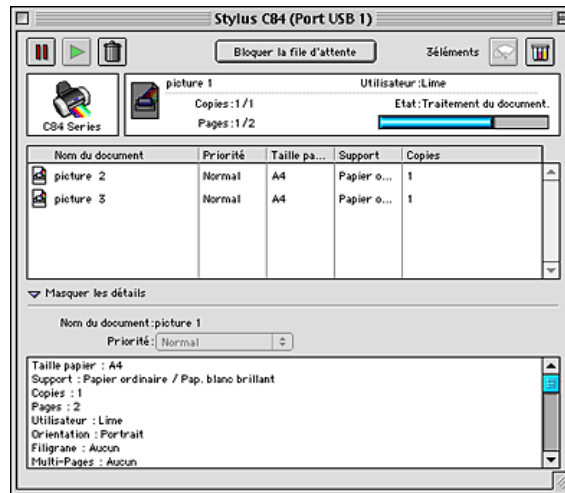 Stylus C84 (Port USB 1)
Bloquer la file d'attente
3éléments
C84 Series
picture 1
Utilisateur :Lime
Copies:1/1
Etat:Traitement du document.
Pages:1/2
Nom du document Priorité Taille pa... Support Copies
picture 2 Normal A4 Papier o... 1
picture 3 Normal A4 Papier o... 1
Masquer les détails
Nom du document:picture 1
Priorité: Normal
Taille papier : A4
Support : Papier ordinaire / Pap. blanc brillant
Copies : 1
Pages : 2
Utilisateur : Lime
Orientation : Portrait
Filigrane : Aucun
Multi-Pages : Aucun